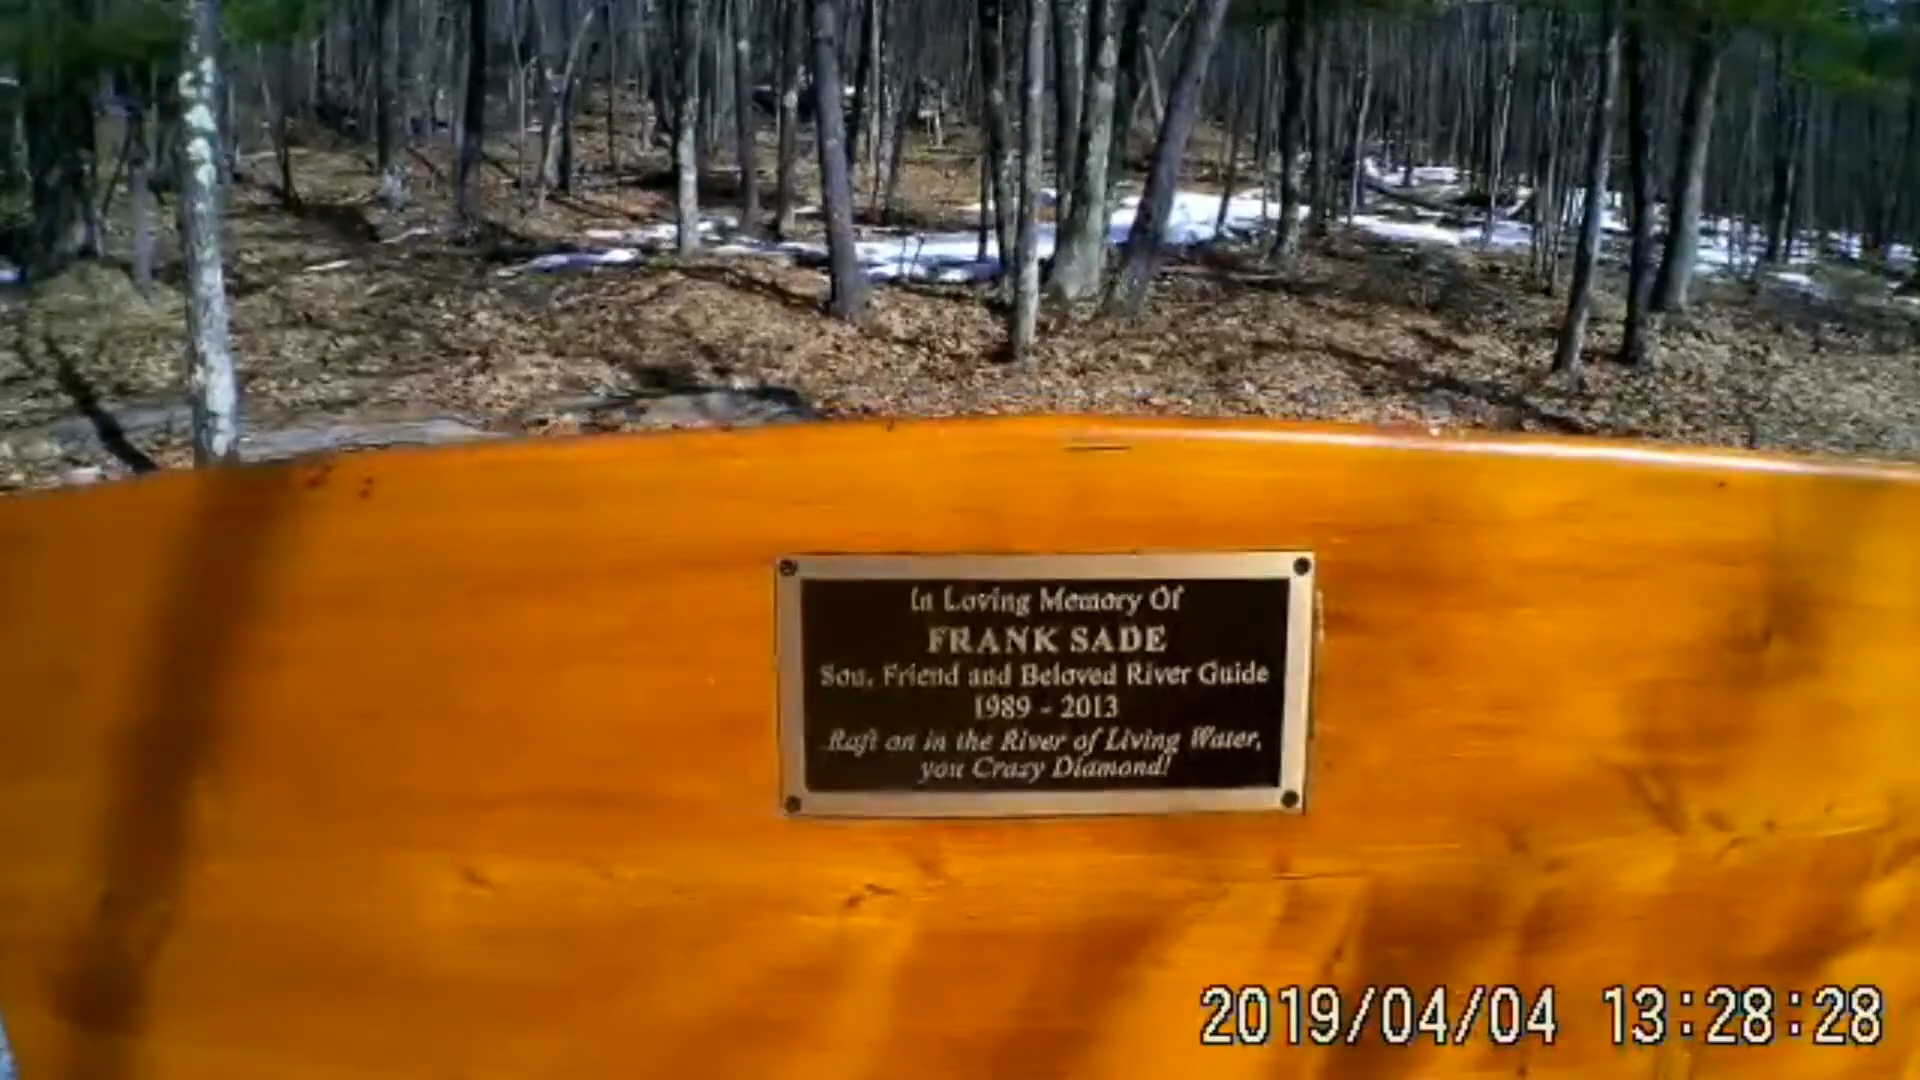 In Loving Memory Of
FRANK SADE
Son, Friend and Beloved River Guide
1989 - 2013
Raft on in the River of Living Water,
you Crazy Diamond!
2019/04/04 13:28:28